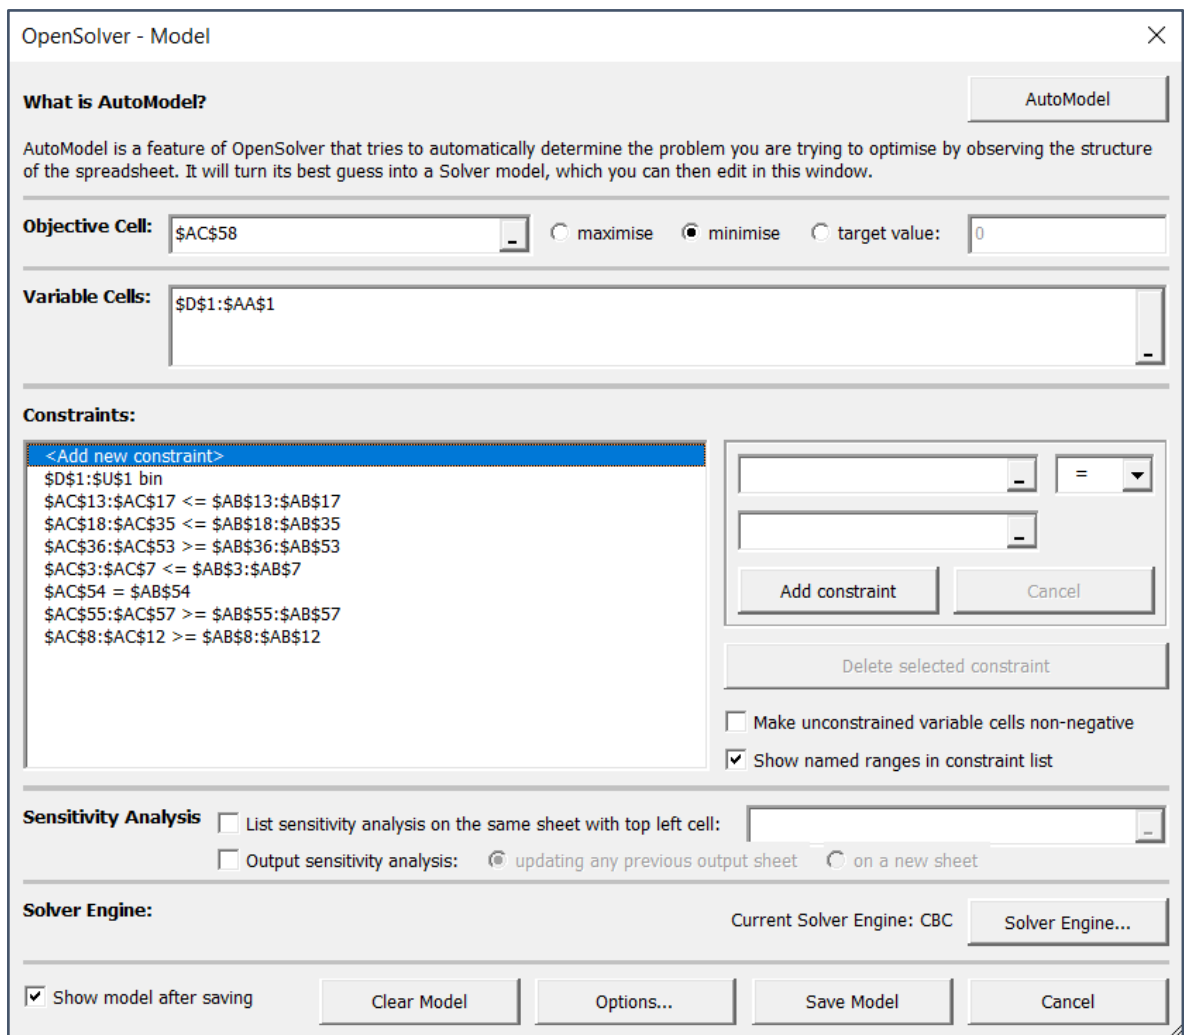 OpenSolver - Model
What is AutoModel?
AutoModel
AutoModel is a feature of OpenSolver that tries to automatically determine the problem you are trying to optimise by observing the structure
of the spreadsheet. It will turn its best guess into a Solver model, which you can then edit in this window.
Objective Cell: $AC$58 _ maximise minimise target value: 0
Variable Cells: $D$1:$AA$1 _
Constraints:
<Add new constraint>
$D$1:$U$1 bin
$AC$13:$AC$17 <= $AB$13:$AB$17
$AC$18:$AC$35 <= $AB$18:$AB$35
$AC$36:$AC$53 >= $AB$36:$AB$53
$AC$3:$AC$7 <= $AB$3:$AB$7
$AC$54 = $AB$54
$AC$55:$AC$57 >= $AB$55:$AB$57
$AC$8:$AC$12 >= $AB$8:$AB$12
_ =
_
Add constraint Cancel
Delete selected constraint
Make unconstrained variable cells non-negative
Show named ranges in constraint list
Sensitivity Analysis List sensitivity analysis on the same sheet with top left cell: _
Output sensitivity analysis: updating any previous output sheet on a new sheet
Solver Engine: Current Solver Engine: CBC Solver Engine...
Show model after saving Clear Model Options... Save Model Cancel